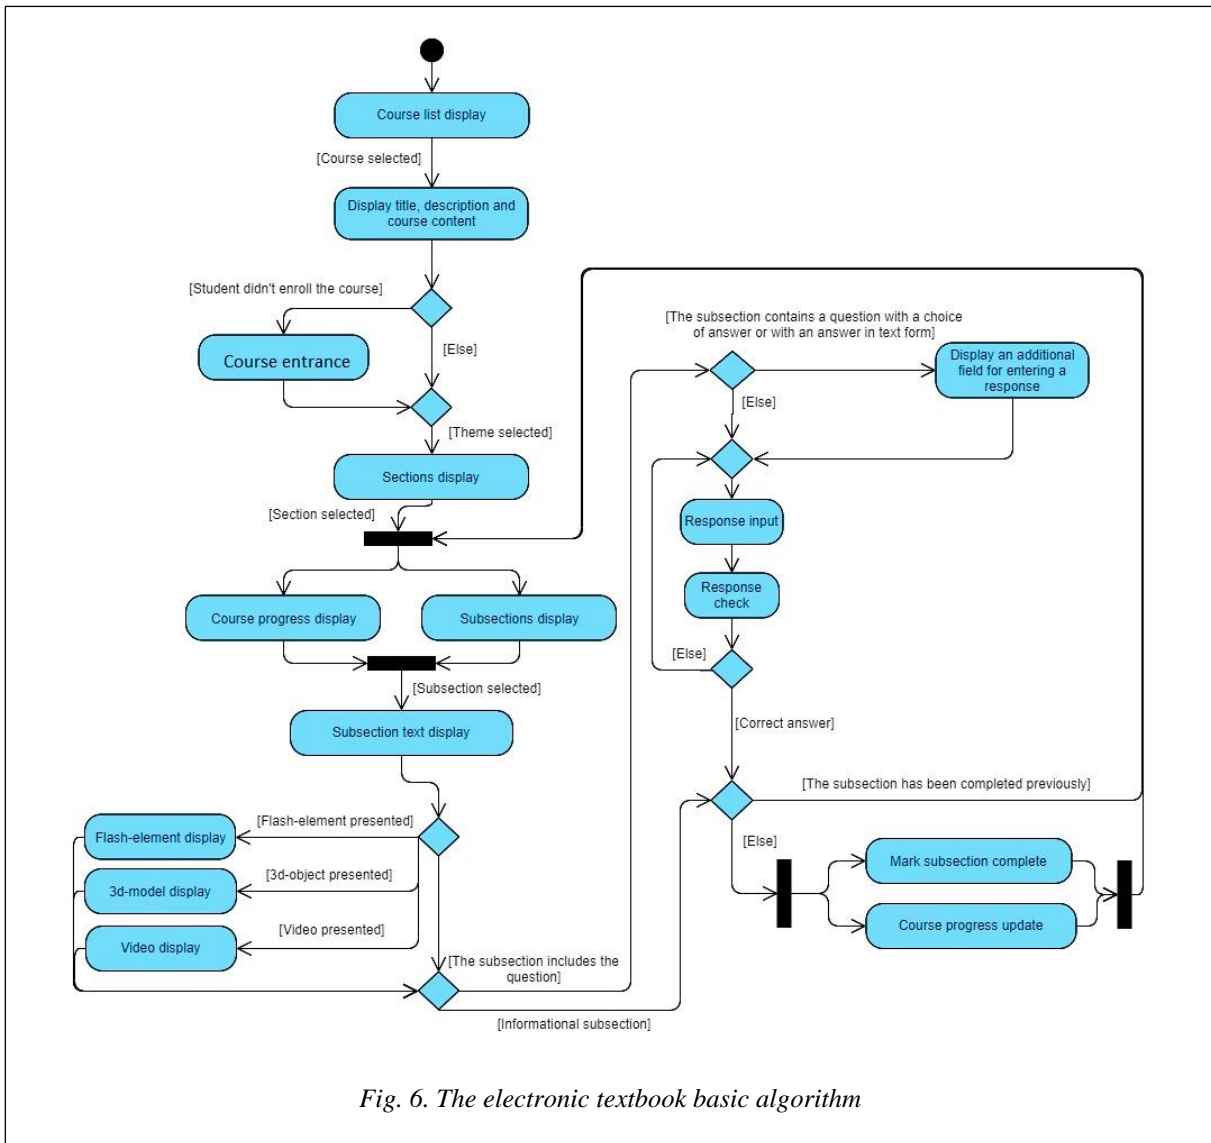 Course list display
[Course selected]
Display title, description and
course content
[Student didn't enroll the course]
Course entrance
[Else]
[Theme selected]
Sections display
[Section selected]
Course progress display
Subsections display
[Subsection selected]
Subsection text display
[Flash-element presented]
Flash-element display
[3d-object presented]
3d-model display
[Video presented]
Video display
[The subsection includes the
question]
[Informational subsection]
[The subsection contains a question with a choice
of answer or with an answer in text form]
Display an additional
field for entering a
response
[Else]
Response input
Response
check
[Else]
[Correct answer]
[The subsection has been completed previously]
[Else]
Mark subsection complete
Course progress update
Fig. 6. The electronic textbook basic algorithm